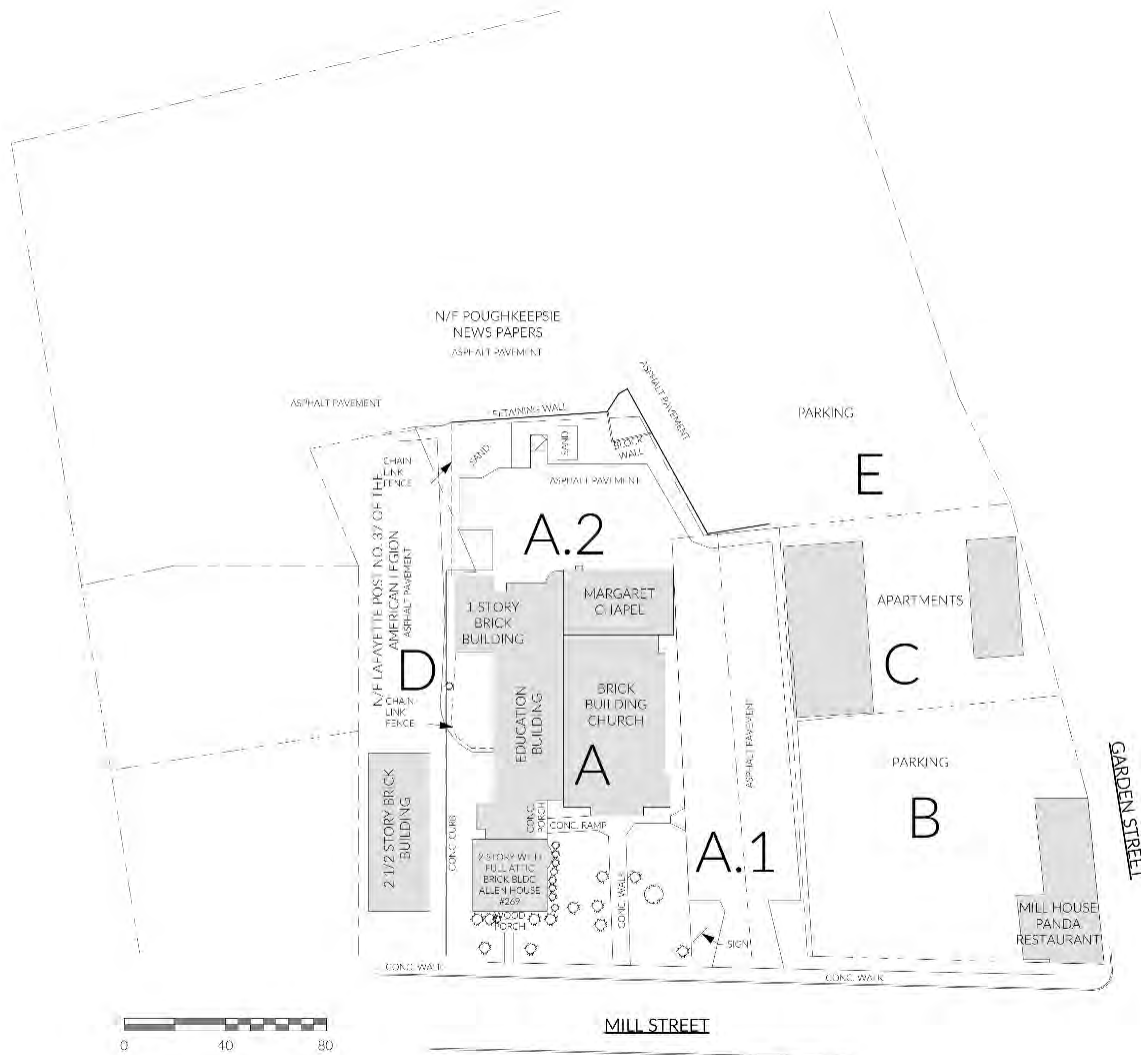 N/F POUGHKEEPSIE
NEWS PAPERS
ASPHALT PAVEMENT
ASPHALT PAVEMENT
ASPHALT PAVEMENT
RETAINING WALL
PARKING
E
SAND
SAND
BLOCK
WALL
CHAIN
LINK
FENCE
ASPHALT PAVEMENT
A.2
N/F LAFAYETTE POST NO. 37 OF THE
AMERICAN LEGION
ASPHALT PAVEMENT
1 STORY
BRICK
BUILDING
MARGARET
CHAPEL
APARTMENTS
C
D
CHAIN
LINK
FENCE
EDUCATION
BUILDING
BRICK
BUILDING
CHURCH
A
ASPHALT PAVEMENT
PARKING
B
GARDEN STREET
2 1/2 STORY BRICK
BUILDING
CONC. CURB
CONC.
PORCH
CONC. RAMP
A.1
2 STORY WITH
FULL ATTIC
BRICK BLDG
ALLEN HOUSE
#269
WOOD
PORCH
CONC. WALK
SIGN
MILL HOUSE
PANDA
RESTAURANT
CONC. WALK
CONC. WALK
MILL STREET
0 40 80